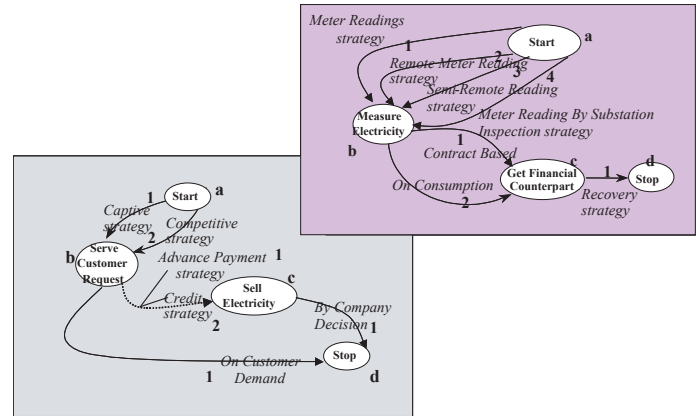 Meter Readings
strategy
1
Start
a
2
Remote Meter Reading
strategy
3
4
Semi-Remote Reading
strategy
Measure
Electricity
b
Meter Reading By Substation
Inspection strategy
1
Contract Based
c
Get Financial
Counterpart
1
d
Stop
On Consumption
2
Recovery
strategy
1
Start
a
Captive
strategy
2
Competitive
strategy
b
Serve
Customer
Request
Advance Payment
strategy
1
c
Sell
Electricity
Credit
strategy
2
By Company
Decision
1
Stop
d
On Customer
Demand
1